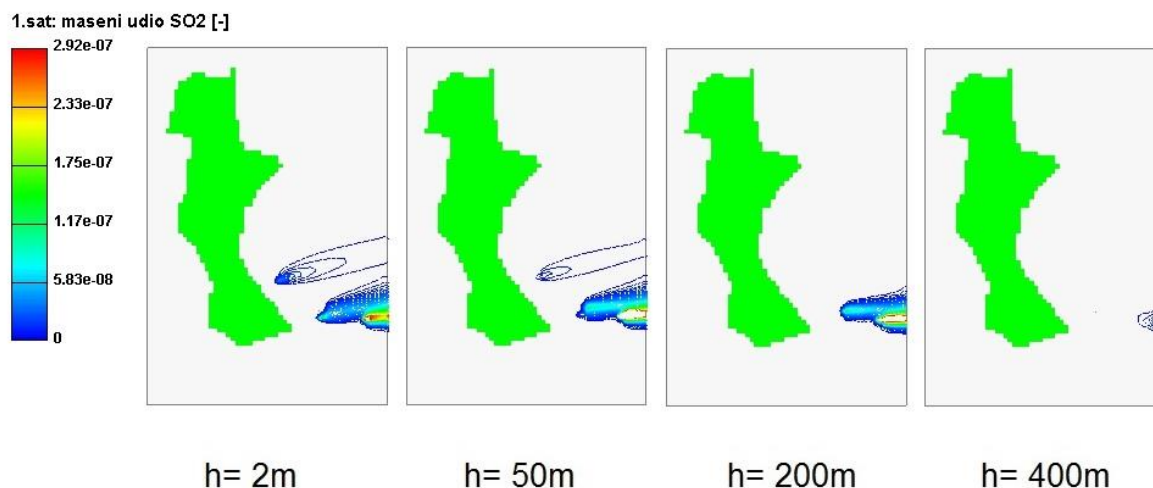 1.sat: maseni udio SO2 [-]
2.92e-07
2.33e-07
1.75e-07
1.17e-07
5.83e-08
0
h= 2m
h= 50m
h= 200m
h= 400m